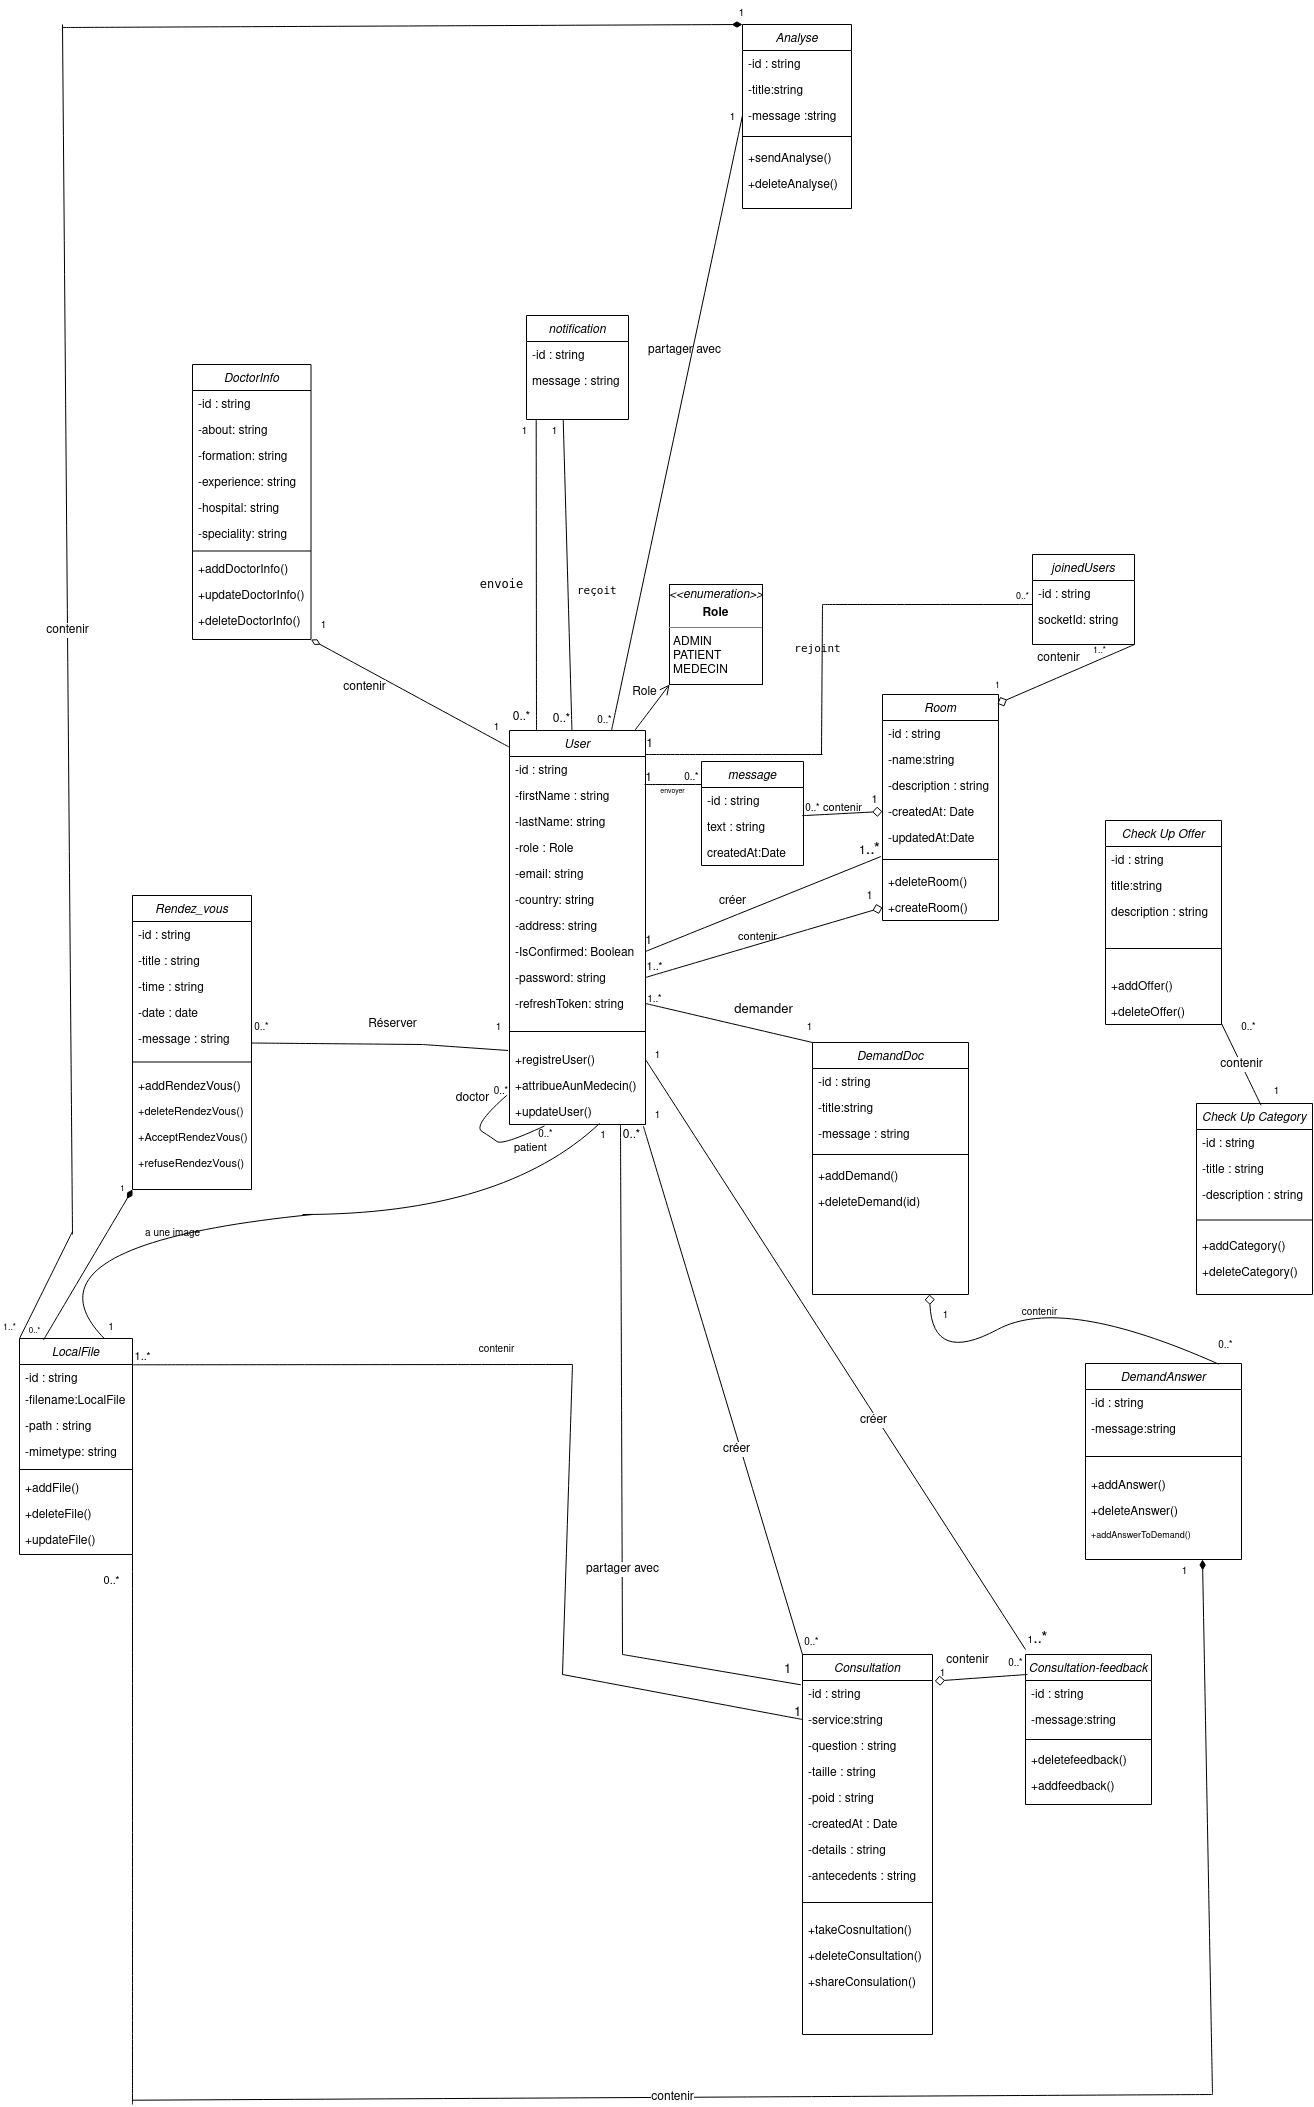 1
Analyse
-id : string
-title:string
-message :string
1
+sendAnalyse()
+deleteAnalyse()
partager avec
notification
-id : string
message : string
1
1
envoie
reçoit
0..*
0..*
0..*
DoctorInfo
-id : string
-about: string
-formation: string
-experience: string
-hospital: string
-speciality: string
+addDoctorInfo()
+updateDoctorInfo()
+deleteDoctorInfo()
1
contenir
1
contenir
<<enumeration>>
Role
ADMIN
PATIENT
MEDECIN
Role
joinedUsers
-id : string
socketId: string
0..*
rejoint
1
contenir
1..*
1
Room
-id : string
-name:string
-description : string
-createdAt: Date
-updatedAt:Date
+deleteRoom()
+createRoom()
User
-id : string
-firstName : string
-lastName: string
-role : Role
-email: string
-country: string
-address: string
-IsConfirmed: Boolean
-password: string
-refreshToken: string
+registreUser()
+attribueAunMedecin()
+updateUser()
1
envoyer
0..*
message
-id : string
text : string
createdAt:Date
0..*
contenir
1
créer
1..*
1
contenir
1
1..*
1..*
demander
1
DemandDoc
-id : string
-title:string
-message : string
+addDemand()
+deleteDemand(id)
Check Up Offer
-id : string
title:string
description : string
+addOffer()
+deleteOffer()
0..*
contenir
1
Check Up Category
-id : string
-title : string
-description : string
+addCategory()
+deleteCategory()
Rendez_vous
-id : string
-title : string
-time : string
-date : date
-message : string
+addRendezVous()
+deleteRendezVous()
+AcceptRendezVous()
+refuseRendezVous()
0..*
Réserver
1
doctor
0..*
0..*
patient
1
0..*
1
1
1
a une image
1..*
0..*
1
LocalFile
-id : string
-filename:LocalFile
-path : string
-mimetype: string
+addFile()
+deleteFile()
+updateFile()
1..*
contenir
0..*
1
contenir
0..*
DemandAnswer
-id : string
-message:string
+addAnswer()
+deleteAnswer()
+addAnswerToDemand()
1
créer
créer
partager avec
0..*
1
1
Consultation
-id : string
-service:string
-question : string
-taille : string
-poid : string
-createdAt : Date
-details : string
-antecedents : string
+takeCosnultation()
+deleteConsultation()
+shareConsulation()
contenir
1
0..*
1..*
Consultation-feedback
-id : string
-message:string
+deletefeedback()
+addfeedback()
contenir